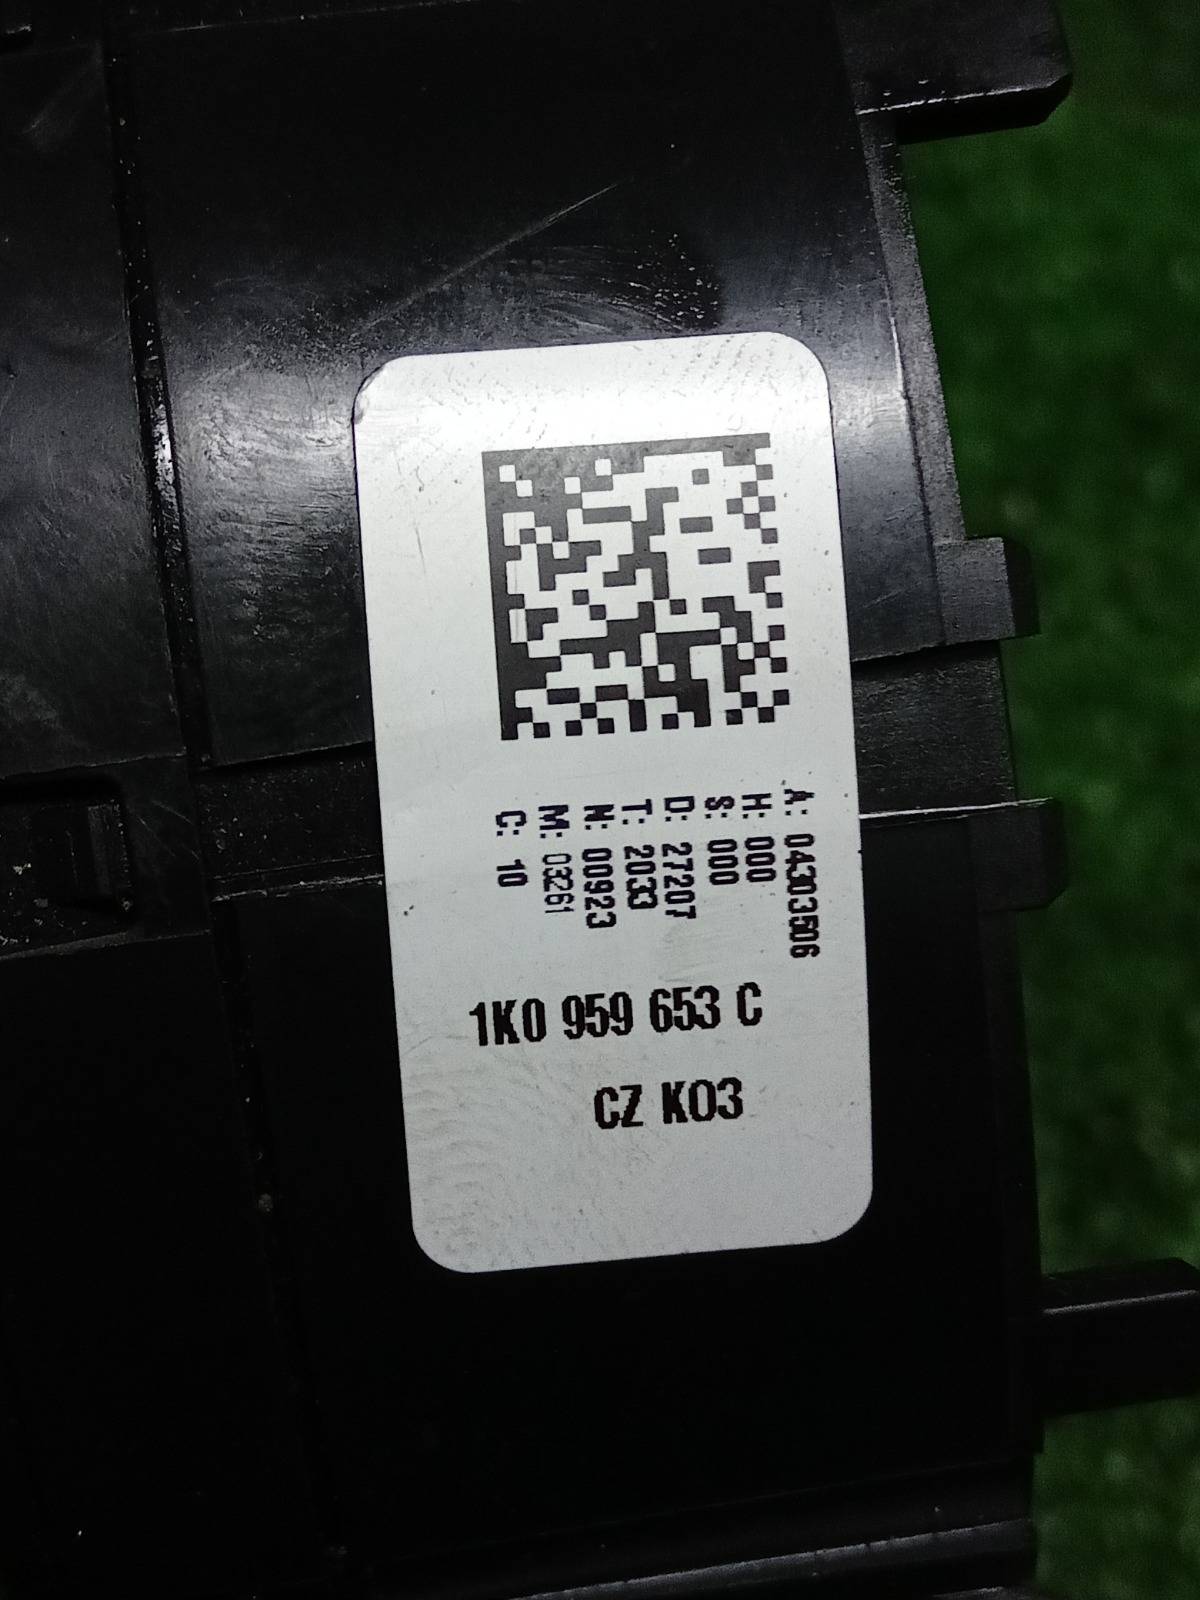 A: 04303506
H: 000
S: 000
D: 27207
T: 2033
N: 00923
M: 03261
C: 10
1K0 959 653 C
CZ K03